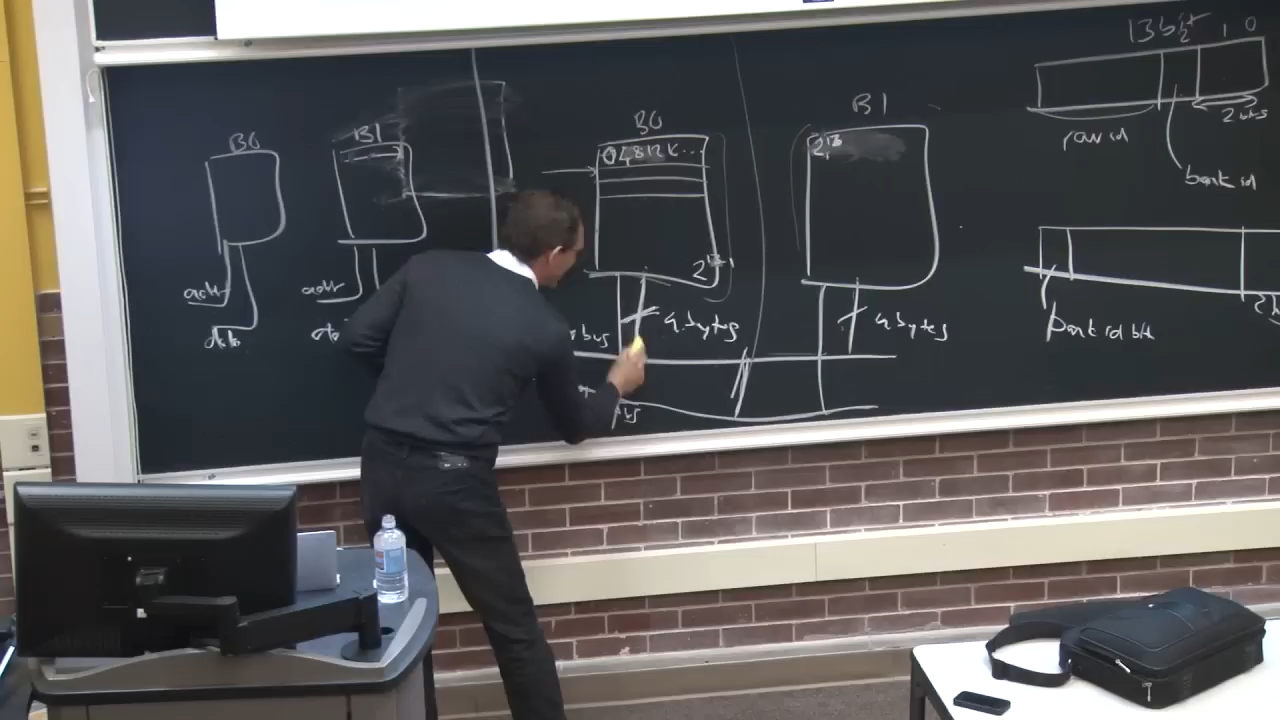 B0
addr
data
B1
addr
B0
0 4 8 12 K...
2^13-1
bus
4 bytes
B1
2^13
4 bytes
13 bit 1 0
row id
2 bits
bank id
bank id bit